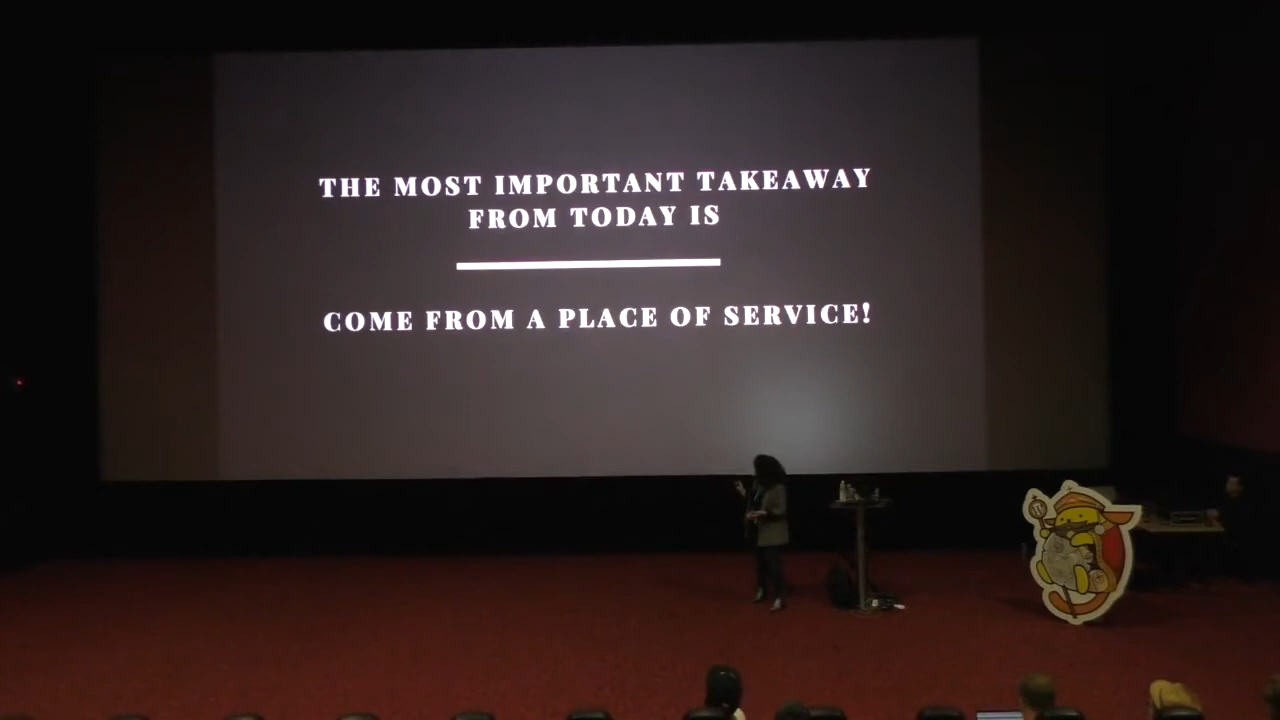 THE MOST IMPORTANT TAKEAWAY
FROM TODAY IS
COME FROM A PLACE OF SERVICE!